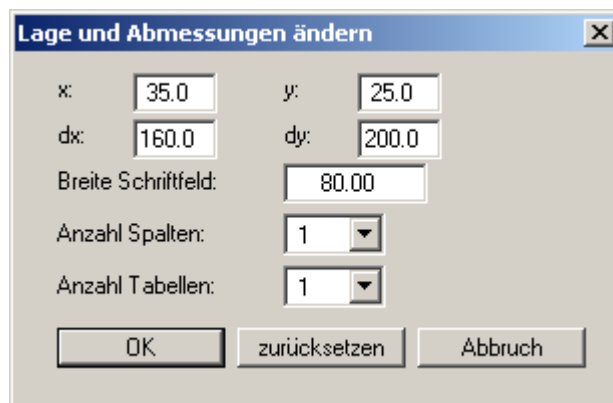 Lage und Abmessungen ändern
x: 35.0 y: 25.0
dx: 160.0 dy: 200.0
Breite Schriftfeld: 80.00
Anzahl Spalten: 1
Anzahl Tabellen: 1
OK zurücksetzen Abbruch